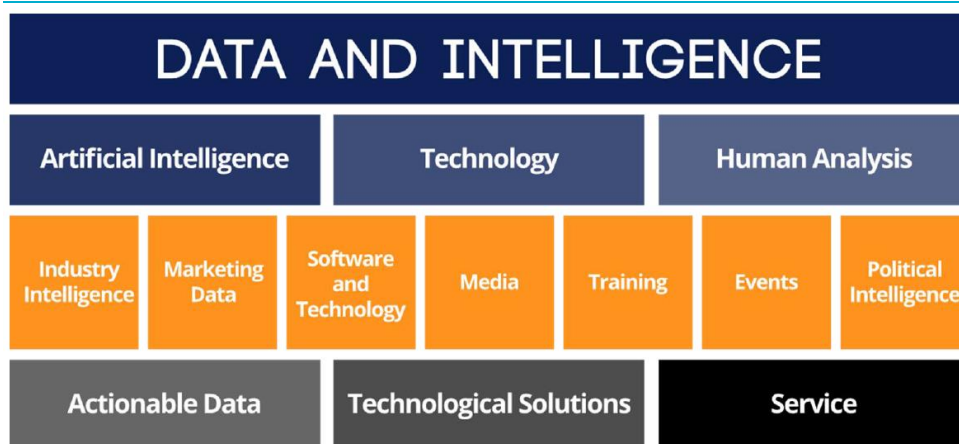 DATA AND INTELLIGENCE
Artificial Intelligence
Technology
Human Analysis
Industry
Intelligence
Marketing
Data
Software
and
Technology
Media
Training
Events
Political
Intelligence
Actionable Data
Technological Solutions
Service